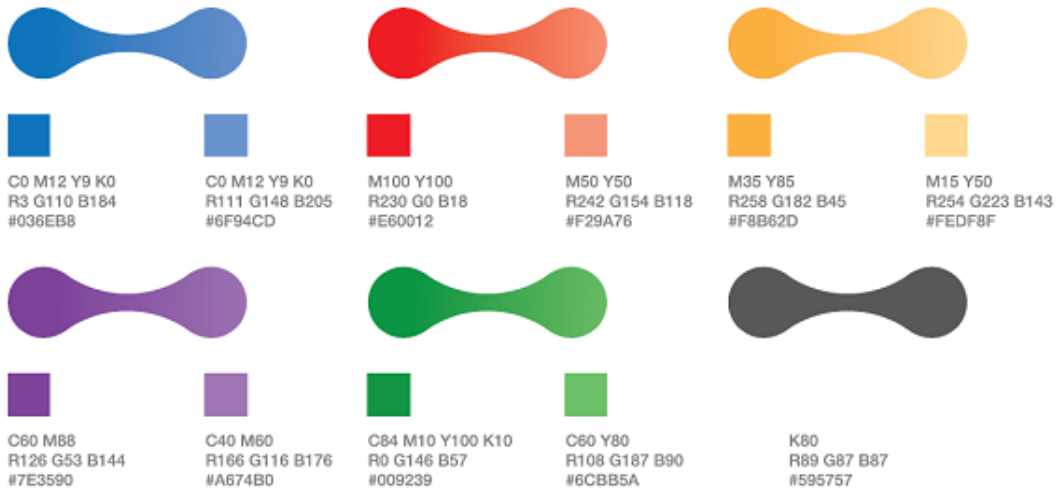 C0 M12 Y9 K0
R3 G110 B184
#036EB8
C0 M12 Y9 K0
R111 G148 B205
#6F94CD
M100 Y100
R230 G0 B18
#E60012
M50 Y50
R242 G154 B118
#F29A76
M35 Y85
R258 G182 B45
#F8B62D
M15 Y50
R254 G223 B143
#FEDF8F
C60 M88
R126 G53 B144
#7E3590
C40 M60
R166 G116 B176
#A674B0
C84 M10 Y100 K10
R0 G146 B57
#009239
C60 Y80
R108 G187 B90
#6CBB5A
K80
R89 G87 B87
#595757